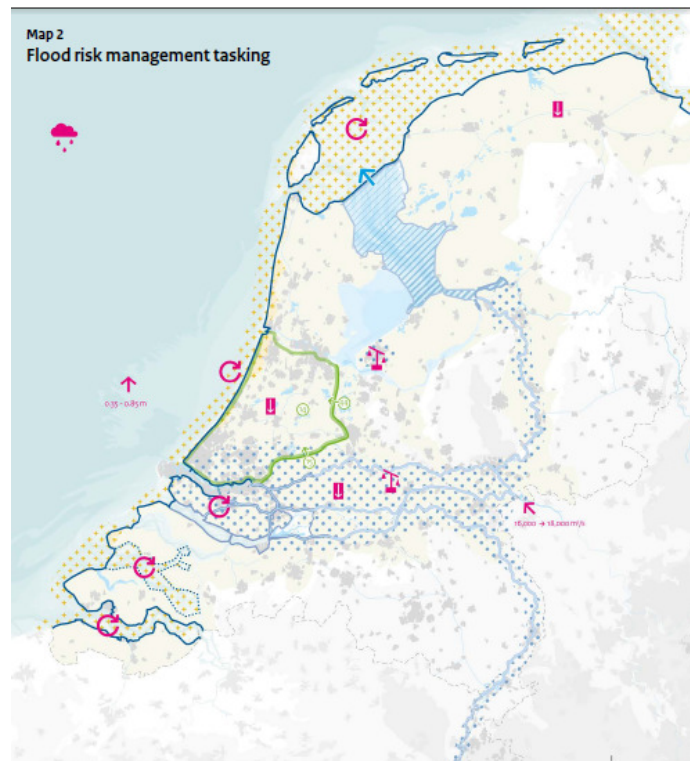 Map 2
Flood risk management tasking
0.35 – 0.85 m
16,000 → 18,000 m³/s